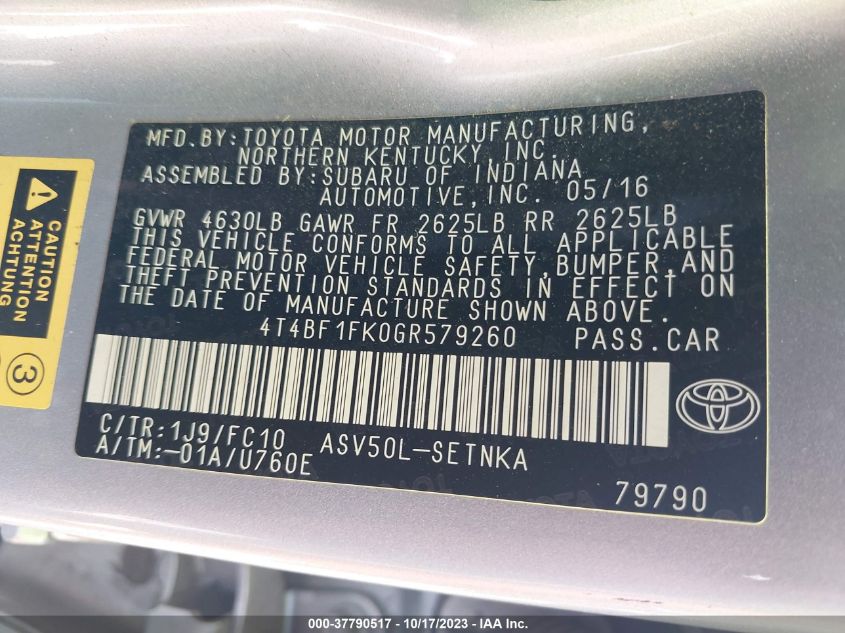 MFD.BY:TOYOTA MOTOR MANUFACTURING,
NORTHERN KENTUCKY,INC.
ASSEMBLED BY:SUBARU OF INDIANA
AUTOMOTIVE,INC. 05/16
GVWR 4630LB GAWR FR 2625LB RR 2625LB
THIS VEHICLE CONFORMS TO ALL APPLICABLE
FEDERAL MOTOR VEHICLE SAFETY,BUMPER,AND
THEFT PREVENTION STANDARDS IN EFFECT ON
THE DATE OF MANUFACTURE SHOWN ABOVE.
4T4BF1FK0GR579260 PASS.CAR
C/TR:1J9/FC10 ASV50L-SETNKA
A/TM:-01A/U760E
79790
CAUTION
ATTENTION
ACHTUNG
3
000-37790517 - 10/17/2023 - IAA Inc.